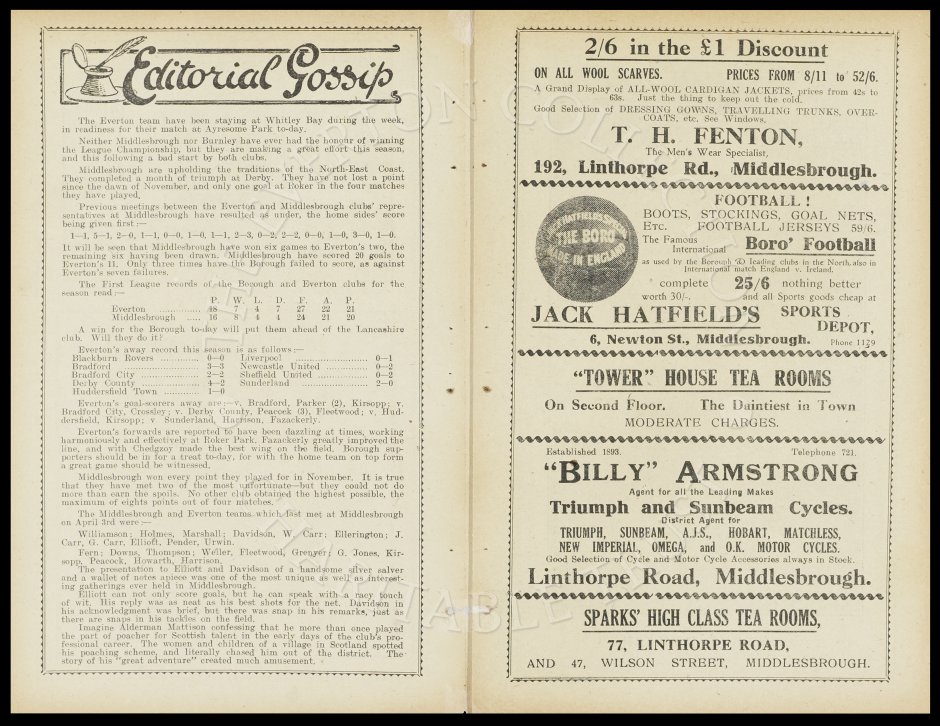 Editorial Gossip
The Everton team have been staying at Whitley Bay during the week,
in readiness for their match at Ayresome Park to-day.
Neither Middlesbrough nor Burnley have ever had the honour of winning
the League Championship, but they are making a great effort this season,
and this following a bad start by both clubs.
Middlesbrough are upholding the traditions of the North-East Coast.
They completed a month of triumph at Derby. They have not lost a point
since the dawn of November, and only one goal at Roker in the four matches
they have played.
Previous meetings between the Everton and Middlesbrough clubs' repre-
sentatives at Middlesbrough have resulted as under, the home sides' score
being given first:—
1—1, 5—1, 2—0, 1—1, 0—0, 1—0, 1—1, 2—3, 0—2, 2—2, 0—0, 1—0, 3—0, 1—0.
It will be seen that Middlesbrough have won six games to Everton's two, the
remaining six having been drawn. Middlesbrough have scored 20 goals to
Everton's 11. Only three times have the Borough failed to score, as against
Everton's seven failures.
The First League records of the Borough and Everton clubs for the
season read:—
P. W. L. D. F. A. P.
Everton ............ 18 7 4 7 27 22 21
Middlesbrough ...... 16 8 4 4 24 21 20
A win for the Borough to-day will put them ahead of the Lancashire
club. Will they do it?
Everton's away record this season is as follows:—
Blackburn Rovers ............ 0—0 Liverpool .................... 0—1
Bradford .................... 3—3 Newcastle United ............ 0—2
Bradford City ............... 2—2 Sheffield United ............ 0—2
Derby County ................ 4—2 Sunderland .................. 2—0
Huddersfield Town ........... 1—0
Everton's goal-scorers away are:—v. Bradford, Parker (2), Kirsopp; v.
Bradford City, Crossley; v. Derby County, Peacock (3), Fleetwood; v. Hud-
dersfield, Kirsopp; v Sunderland, Harrison, Fazackerly.
Everton's forwards are reported to have been dazzling at times, working
harmoniously and effectively at Roker Park. Fazackerly greatly improved the
line, and with Chedgzoy made the best wing on the field. Borough sup-
porters should be in for a treat to-day, for with the home team on top form
a great game should be witnessed.
Middlesbrough won every point they played for in November. It is true
that they have met two of the most unfortunate—but they could not do
more than earn the spoils. No other club obtained the highest possible, the
maximum of eights points out of four matches.
The Middlesbrough and Everton teams which last met at Middlesbrough
on April 3rd were:—
Williamson; Holmes, Marshall; Davidson, W. Carr; Ellerington; J.
Carr, G. Carr, Elliott, Pender, Urwin.
Fern; Downs, Thompson; Weller, Fleetwood, Grenyer; G. Jones, Kir-
sopp, Peacock, Howarth, Harrison.
The presentation to Elliott and Davidson of a handsome silver salver
and a wallet of notes apiece was one of the most unique as well as interest-
ing gatherings ever held in Middlesbrough.
Elliott can not only score goals, but he can speak with a racy touch
of wit. His reply was as neat as his best shots for the net. Davidson in
his acknowledgment was brief, but there was snap in his remarks, just as
there are snaps in his tackles on the field.
Imagine Alderman Mattison confessing that he more than once played
the part of poacher for Scottish talent in the early days of the club's pro-
fessional career. The women and children of a village in Scotland spotted
his poaching scheme, and literally chased him out of the district. The
story of his "great adventure" created much amusement.
2/6 in the £1 Discount
ON ALL WOOL SCARVES. PRICES FROM 8/11 to 52/6.
A Grand Display of ALL-WOOL CARDIGAN JACKETS, prices from 42s to
63s. Just the thing to keep out the cold.
Good Selection of DRESSING GOWNS, TRAVELLING TRUNKS, OVER-
COATS, etc. See Windows.
T. H. FENTON,
The Men's Wear Specialist,
192, Linthorpe Rd., Middlesbrough.
FOOTBALL!
BOOTS, STOCKINGS, GOAL NETS,
Etc. FOOTBALL JERSEYS 59/6.
The Famous International Boro' Football
as used by the Borough & leading clubs in the North, also in
International match England v. Ireland.
complete 25/6 nothing better
worth 30/-. and all Sports goods cheap at
THE BORO
MADE IN ENGLAND
JACK HATFIELD'S SPORTS DEPOT,
6, Newton St., Middlesbrough. Phone 1129
"TOWER" HOUSE TEA ROOMS
On Second Floor. The Daintiest in Town
MODERATE CHARGES.
Established 1893. Telephone 721.
"BILLY" ARMSTRONG
Agent for all the Leading Makes
Triumph and Sunbeam Cycles.
District Agent for
TRIUMPH, SUNBEAM, A.J.S., HOBART, MATCHLESS,
NEW IMPERIAL, OMEGA, and O.K. MOTOR CYCLES.
Good Selection of Cycle and Motor Cycle Accessories always in Stock.
Linthorpe Road, Middlesbrough.
SPARKS' HIGH CLASS TEA ROOMS,
77, LINTHORPE ROAD,
AND 47, WILSON STREET, MIDDLESBROUGH.